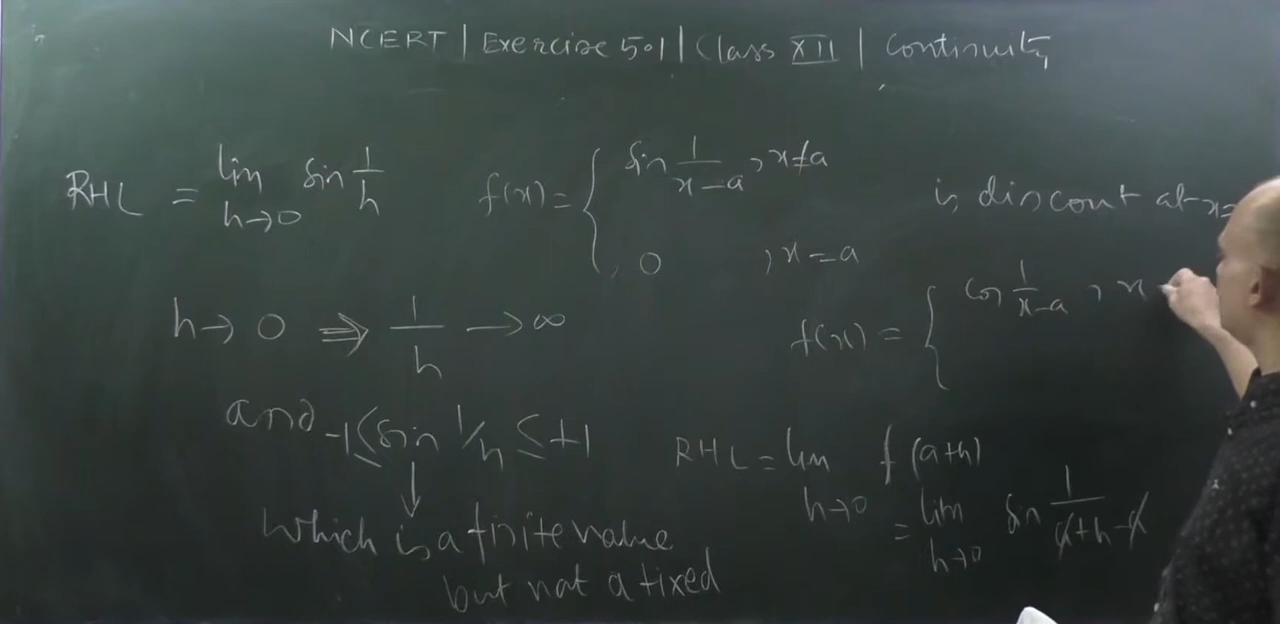 NCERT | Exercise 5.1 | Class XII | Continuity
RHL = lim h→0 sin 1/h
h→0 ⇒ 1/h → ∞
and -1 ≤ sin 1/h ≤ +1
↓
which is a finite value
but not a fixed
f(x) = { sin 1/(x-a), x≠a
0, x=a
is discont at x=
f(x) = { cos 1/(x-a), x
RHL = lim h→0 f(a+h)
= lim h→0 sin 1/(a+h-a)